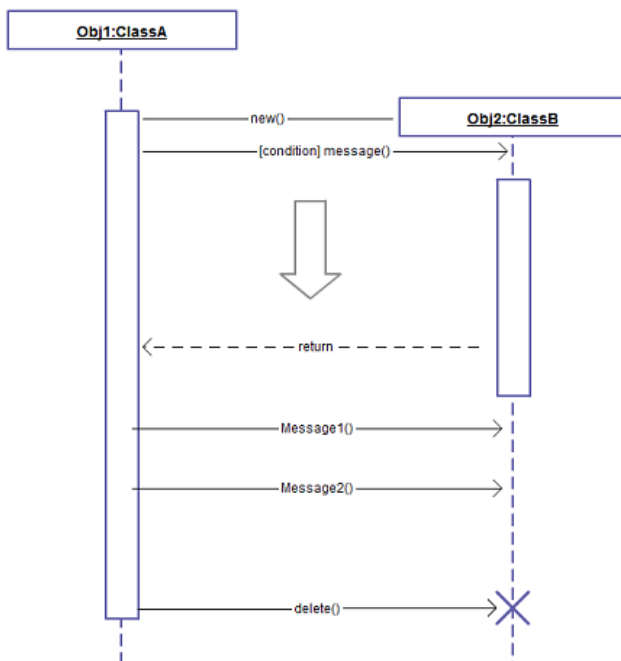 Obj1:ClassA
new()
Obj2:ClassB
[condition] message()
return
Message1()
Message2()
delete()